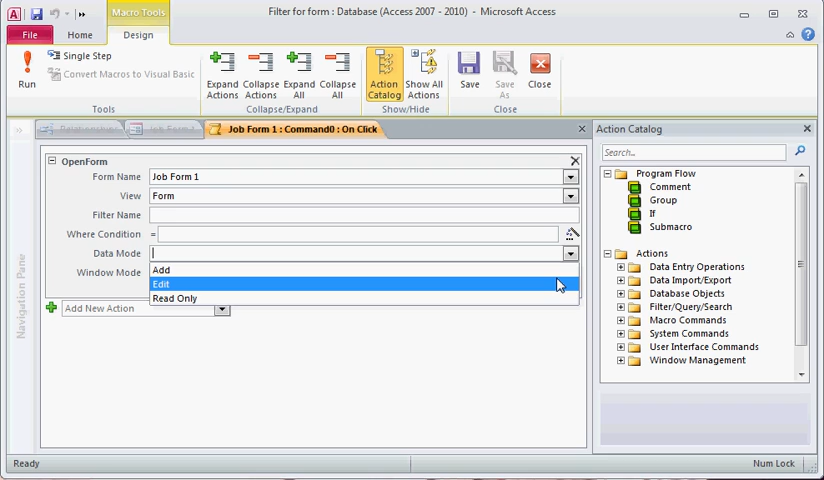 Macro Tools
Filter for form : Database (Access 2007 - 2010) - Microsoft Access
File
Home
Design
Run
Single Step
Convert Macros to Visual Basic
Tools
Expand Actions
Collapse Actions
Expand All
Collapse All
Collapse/Expand
Action Catalog
Show All Actions
Show/Hide
Save
Save As
Close
Close
Relationships
Job Form 1
Job Form 1 : Command0 : On Click
OpenForm
Form Name Job Form 1
View Form
Filter Name
Where Condition =
Data Mode
Add
Edit
Read Only
Window Mode
Add New Action
Navigation Pane
Action Catalog
Search...
Program Flow
Comment
Group
If
Submacro
Actions
Data Entry Operations
Data Import/Export
Database Objects
Filter/Query/Search
Macro Commands
System Commands
User Interface Commands
Window Management
Ready
Num Lock